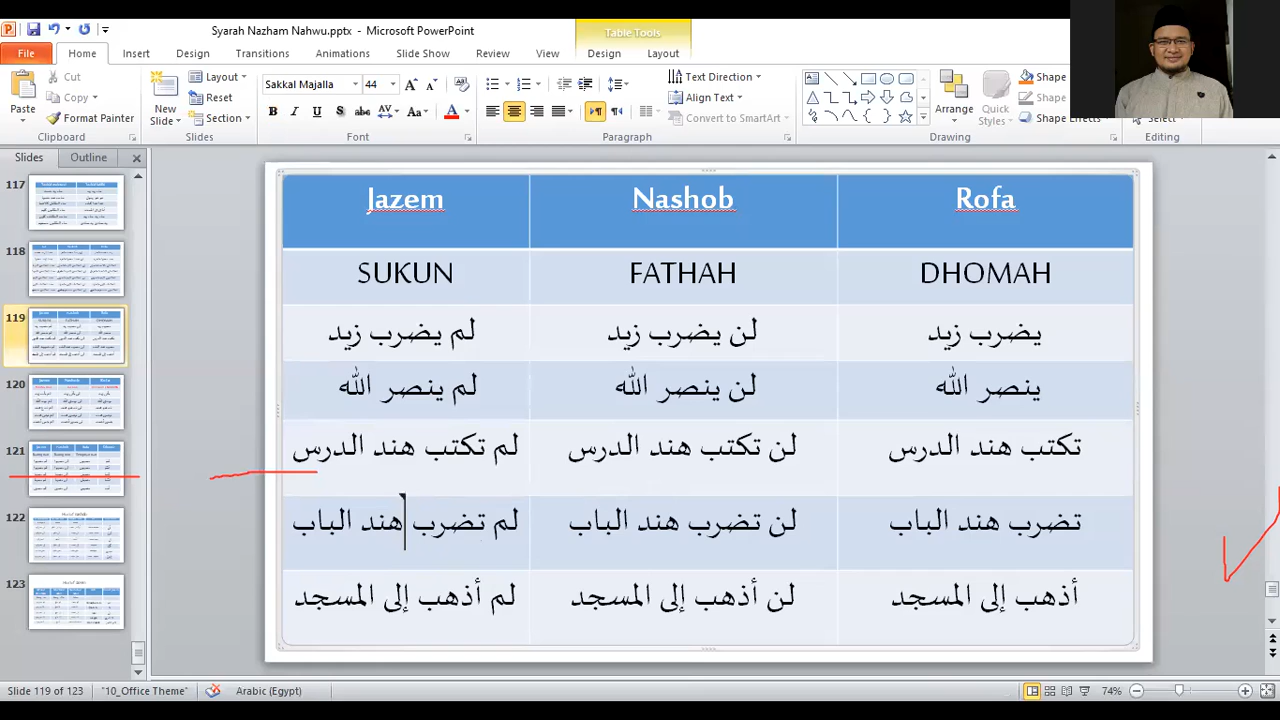 Syarah Nazham Nahwu.pptx - Microsoft PowerPoint
Table Tools
File Home Insert Design Transitions Animations Slide Show Review View Design Layout
Paste
Cut
Copy
Format Painter
Clipboard
New Slide
Layout
Reset
Section
Slides
Sakkal Majalla 44
Font
Paragraph
Text Direction
Align Text
Convert to SmartArt
Arrange
Quick Styles
Shape
Shape
Shape Effects
Drawing
Editing
Slides Outline
117
118
119
120
121
122
123
Jazem Nashob Rofa
SUKUN FATHAH DHOMAH
يضرب زيد لن يضرب زيد لم يضرب زيد
ينصر الله لن ينصر الله لم ينصر الله
تكتب هند الدرس لن تكتب هند الدرس لم تكتب هند الدرس
تضرب هند الباب لن تضرب هند الباب لم تضرب هند الباب
أذهب إلى المسجد لن أذهب إلى المسجد لم أذهب إلى المسجد
Slide 119 of 123 "10_Office Theme" Arabic (Egypt) 74%